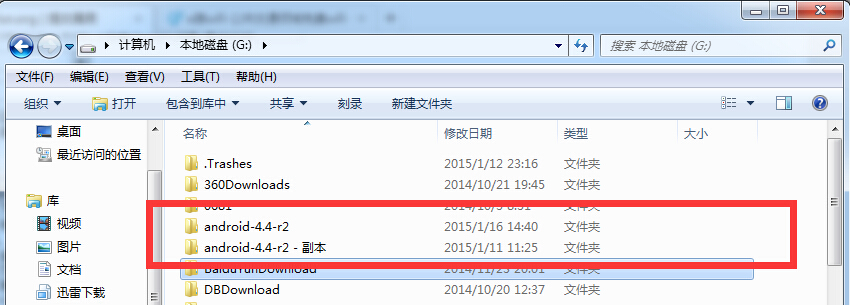 计算机 本地磁盘 (G:) 搜索 本地磁盘 (G:)
文件(F) 编辑(E) 查看(V) 工具(T) 帮助(H)
组织 打开 包含到库中 共享 刻录 新建文件夹
名称 修改日期 类型 大小
桌面
最近访问的位置
库
视频
图片
文档
迅雷下载
.Trashes 2015/1/12 23:16 文件夹
360Downloads 2014/10/21 19:45 文件夹
文件夹
android-4.4-r2 2015/1/16 14:40 文件夹
android-4.4-r2 - 副本 2015/1/11 11:25 文件夹
BaiduYunDownload 2014/11/23 20:01 文件夹
DBDownload 2014/10/20 12:37 文件夹